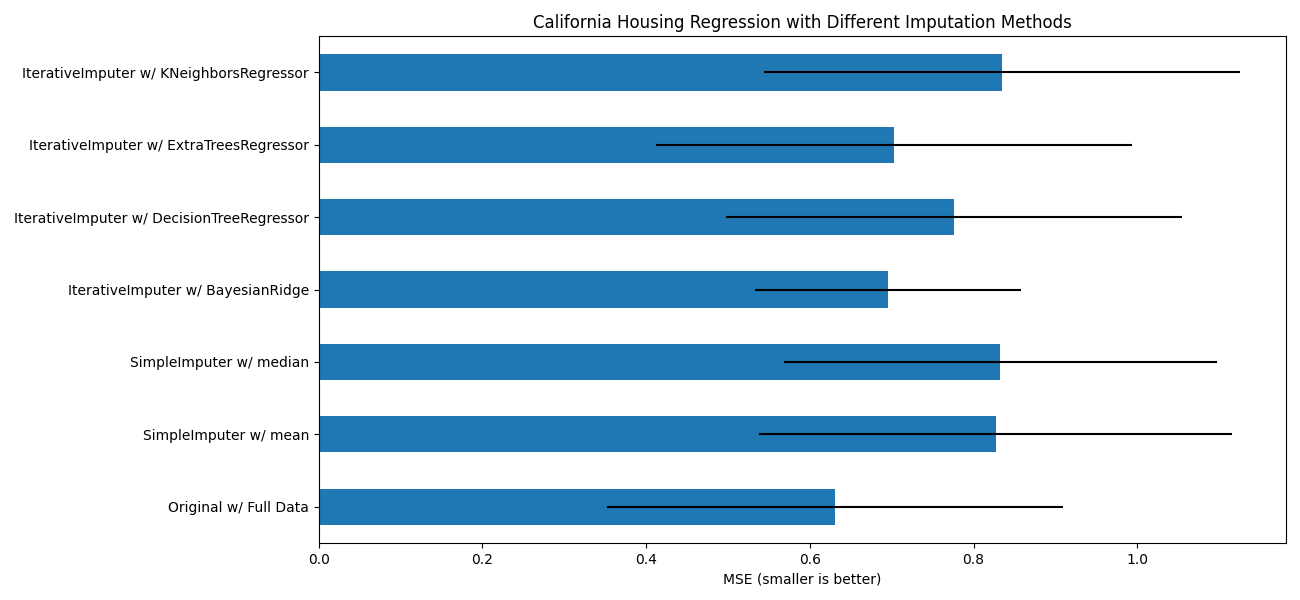 California Housing Regression with Different Imputation Methods
IterativeImputer w/ KNeighborsRegressor
IterativeImputer w/ ExtraTreesRegressor
IterativeImputer w/ DecisionTreeRegressor
IterativeImputer w/ BayesianRidge
SimpleImputer w/ median
SimpleImputer w/ mean
Original w/ Full Data
0.0 0.2 0.4 0.6 0.8 1.0
MSE (smaller is better)